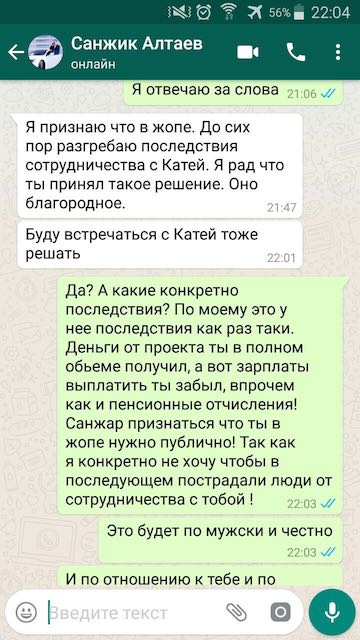 56% 22:04
Санжик Алтаев
онлайн
Я отвечаю за слова 21:06
Я признаю что в жопе. До сих
пор разгребаю последствия
сотрудничества с Катей. Я рад что
ты принял такое решение. Оно
благородное.
21:47
Буду встречаться с Катей тоже
решать
22:01
Да? А какие конкретно
последствия? По моему это у
нее последствия как раз таки.
Деньги от проекта ты в полном
обьеме получил, а вот зарплаты
выплатить ты забыл, впрочем
как и пенсионные отчисления!
Санжар признаться что ты в
жопе нужно публично! Так как
я конкретно не хочу чтобы в
последующем пострадали люди от
сотрудничества с тобой !
22:03
Это будет по мужски и честно
22:03
И по отношению к тебе и по
Введите текст